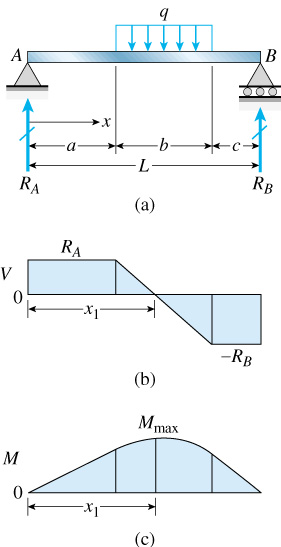 q
A B
x
a b c
L
R_A R_B
(a)
R_A
V
0
x_1
–R_B
(b)
M_max
M
0
x_1
(c)